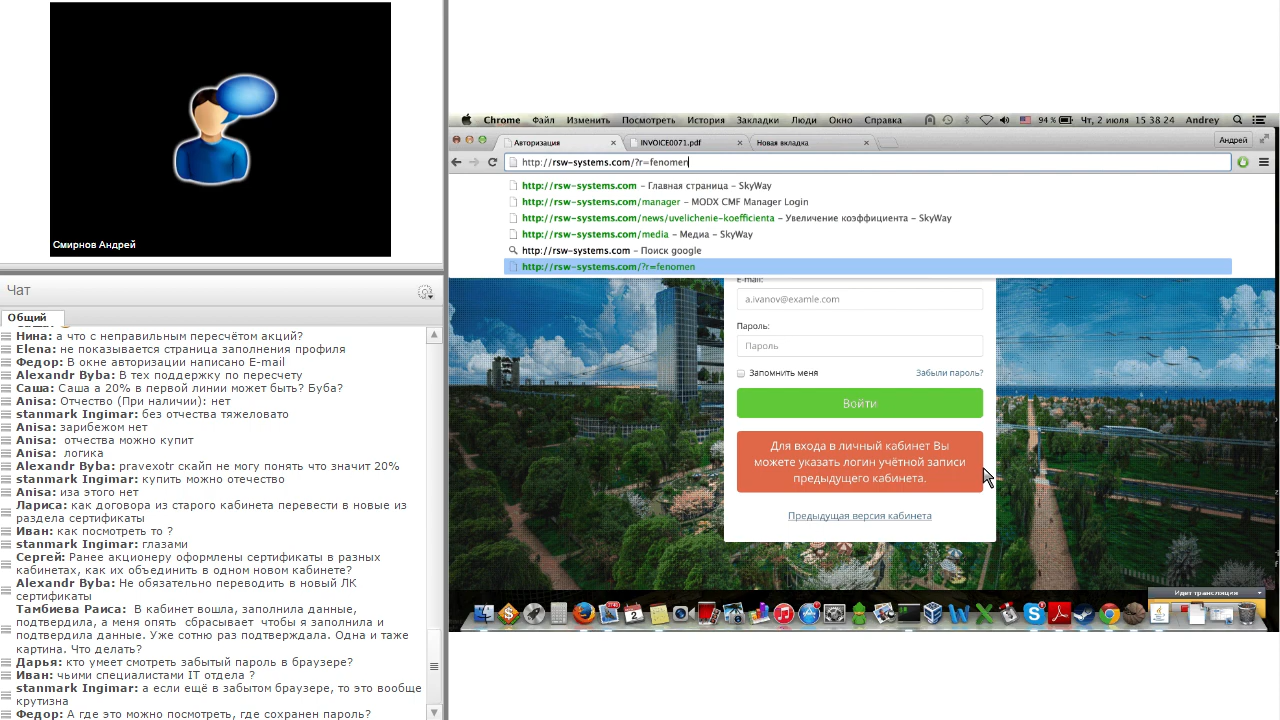 Смирнов Андрей
Чат
Общий
Нина: а что с неправильным пересчётом акций?
Elena: не показывается страница заполнения профиля
Федор: В окне авторизации написано E-mail
Alexandr Byba: В тех поддержку по пересчету
Саша: Саша а 20% в первой линии может быть? Буба?
Anisa: Отчество (При наличии): нет
stanmark Ingimar: без отчества тяжеловато
Anisa: зарибежом нет
Anisa: отчества можно купит
Anisa: логика
Alexandr Byba: pravexot- скайп не могу понять что значит 20%
stanmark Ingimar: купить можно отечество
Anisa: иза этого нет
Лариса: как договора из старого кабинета перевести в новые из
раздела сертификаты
Иван: как посмотреть то ?
stanmark Ingimar: глазами
Сергей: Ранее акционеру оформлены сертификаты в разных
кабинетах, как их объединить в одном новом кабинете?
Alexandr Byba: Не обязательно переводить в новый ЛК
сертификаты
Тамбиева Раиса: В кабинет вошла, заполнила данные,
подтвердила, а меня опять сбрасывает чтобы я заполнила и
подтвердила данные. Уже сотню раз подтверждала. Одна и таже
картина. Что делать?
Дарья: кто умеет смотреть забытый пароль в браузере?
Иван: чьими специалистами IT отдела ?
stanmark Ingimar: а если ещё в забытом браузере, то это вообще
крутизна
Федор: А где это можно посмотреть, где сохранен пароль?
Chrome Файл Изменить Посмотреть История Закладки Люди Окно Справка 94 % Чт, 2 июля 15 38 24 Andrey
Авторизация INVOICE0071.pdf Новая вкладка Андрей
http://rsw-systems.com/?r=fenomen
http://rsw-systems.com – Главная страница – SkyWay
http://rsw-systems.com/manager – MODX CMF Manager Login
http://rsw-systems.com/news/uvelichenie-koefficienta – Увеличение коэффициента – SkyWay
http://rsw-systems.com/media – Медиа – SkyWay
http://rsw-systems.com – Поиск google
http://rsw-systems.com/?r=fenomen
E-mail:
a.ivanov@examle.com
Пароль:
Пароль
Запомнить меня Забыли пароль?
Войти
Для входа в личный кабинет Вы
можете указать логин учётной записи
предыдущего кабинета.
Предыдущая версия кабинета
Идет трансляция